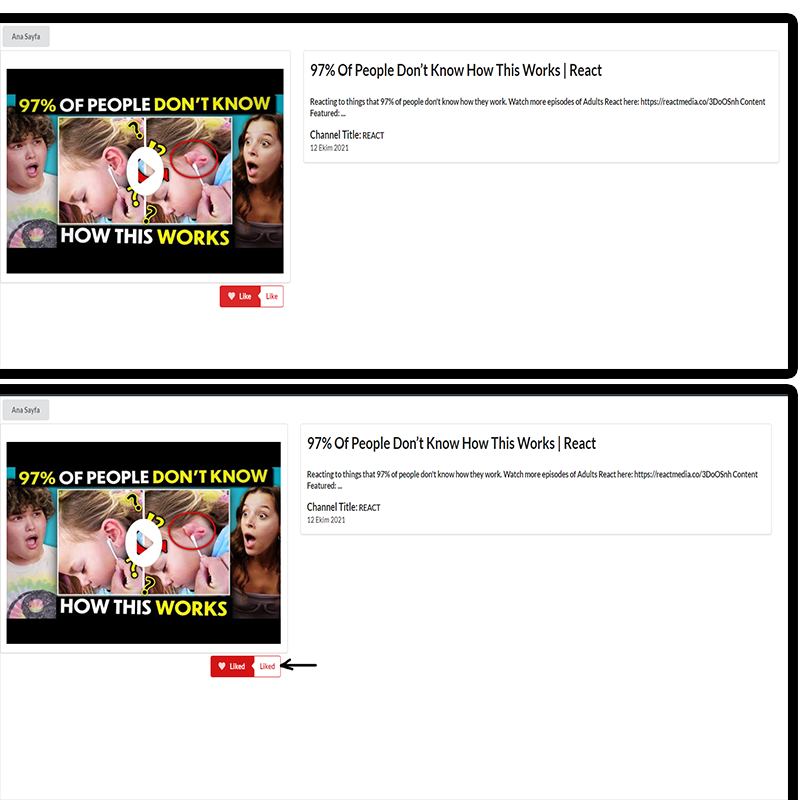 Ana Sayfa
97% OF PEOPLE DON'T KNOW
HOW THIS WORKS
97% Of People Don't Know How This Works | React
Reacting to things that 97% of people don't know how they work. Watch more episodes of Adults React here: https://reactmedia.co/3DoOSnh Content
Featured: ...
Channel Title: REACT
12 Ekim 2021
Like Like
Ana Sayfa
97% OF PEOPLE DON'T KNOW
HOW THIS WORKS
97% Of People Don't Know How This Works | React
Reacting to things that 97% of people don't know how they work. Watch more episodes of Adults React here: https://reactmedia.co/3DoOSnh Content
Featured: ...
Channel Title: REACT
12 Ekim 2021
Liked Liked